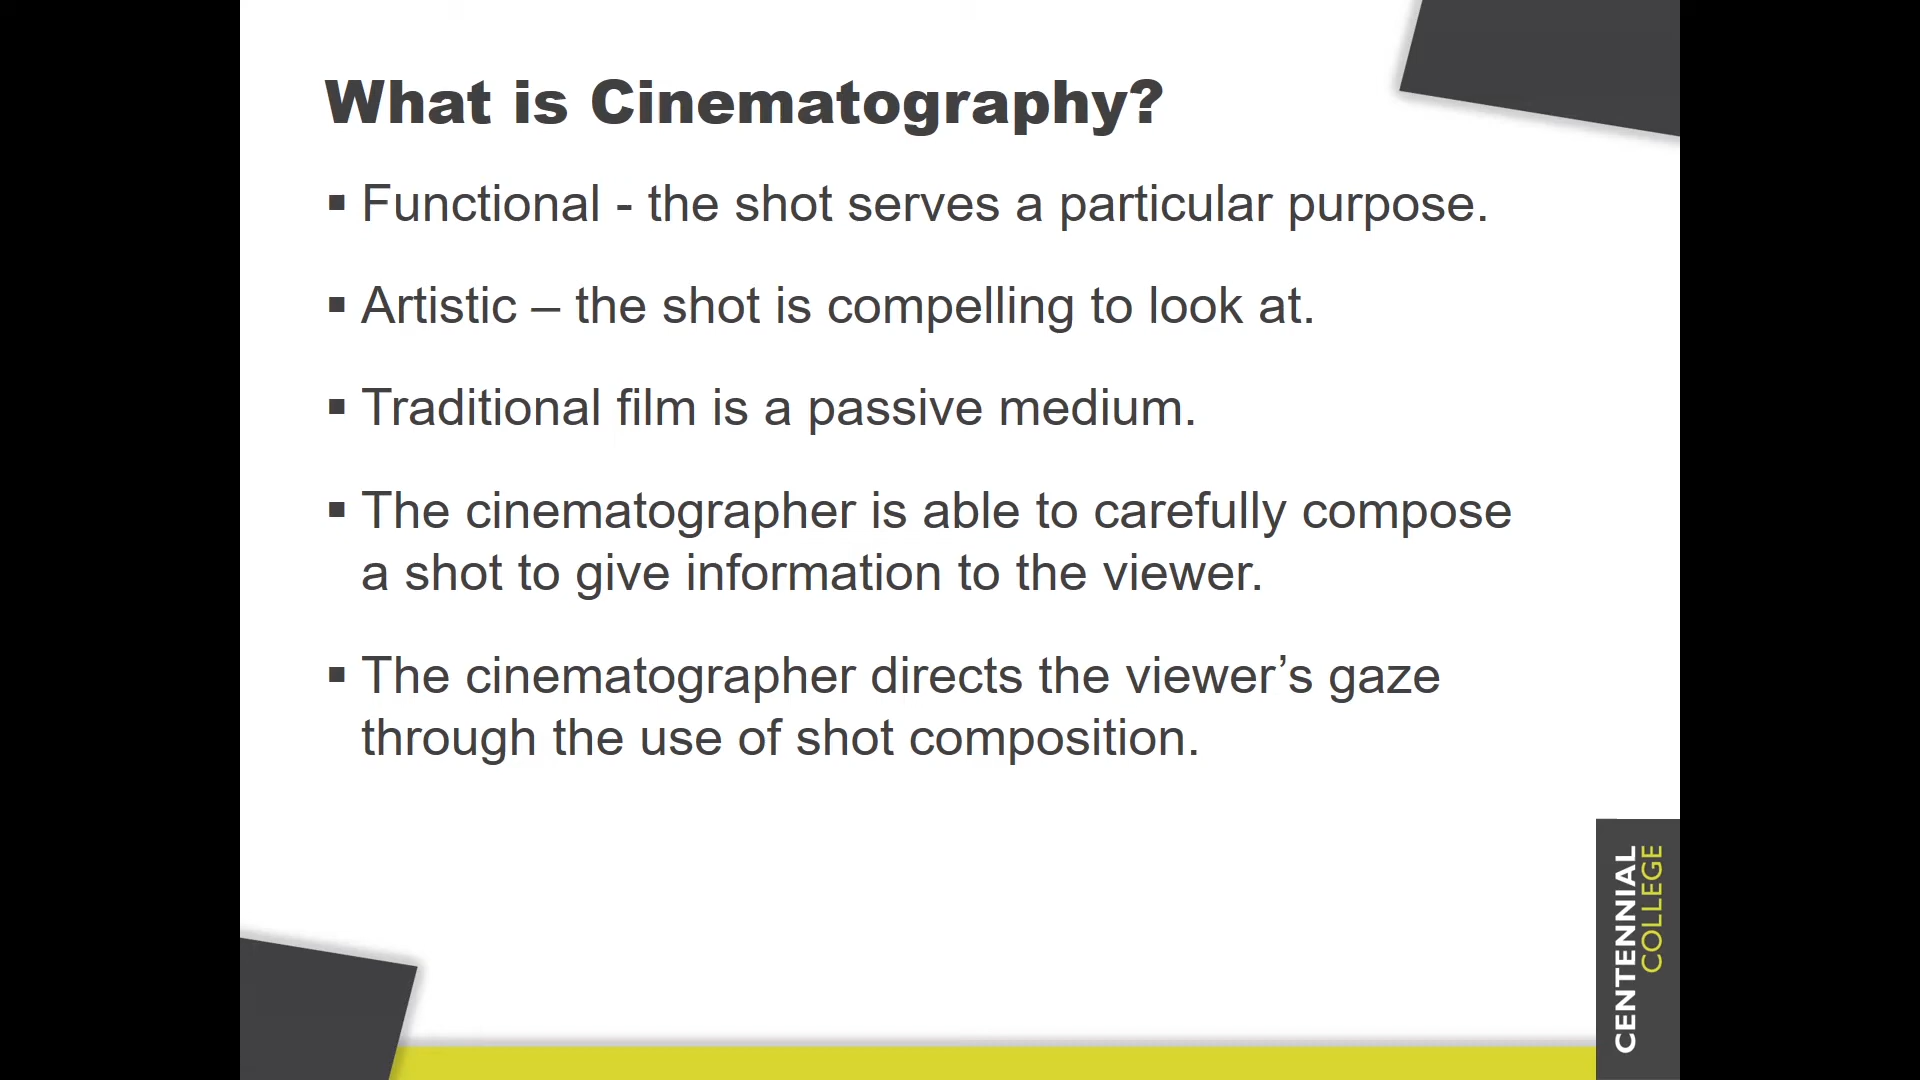 What is Cinematography?
▪ Functional - the shot serves a particular purpose.
▪ Artistic – the shot is compelling to look at.
▪ Traditional film is a passive medium.
▪ The cinematographer is able to carefully compose
a shot to give information to the viewer.
▪ The cinematographer directs the viewer’s gaze
through the use of shot composition.
CENTENNIAL
COLLEGE